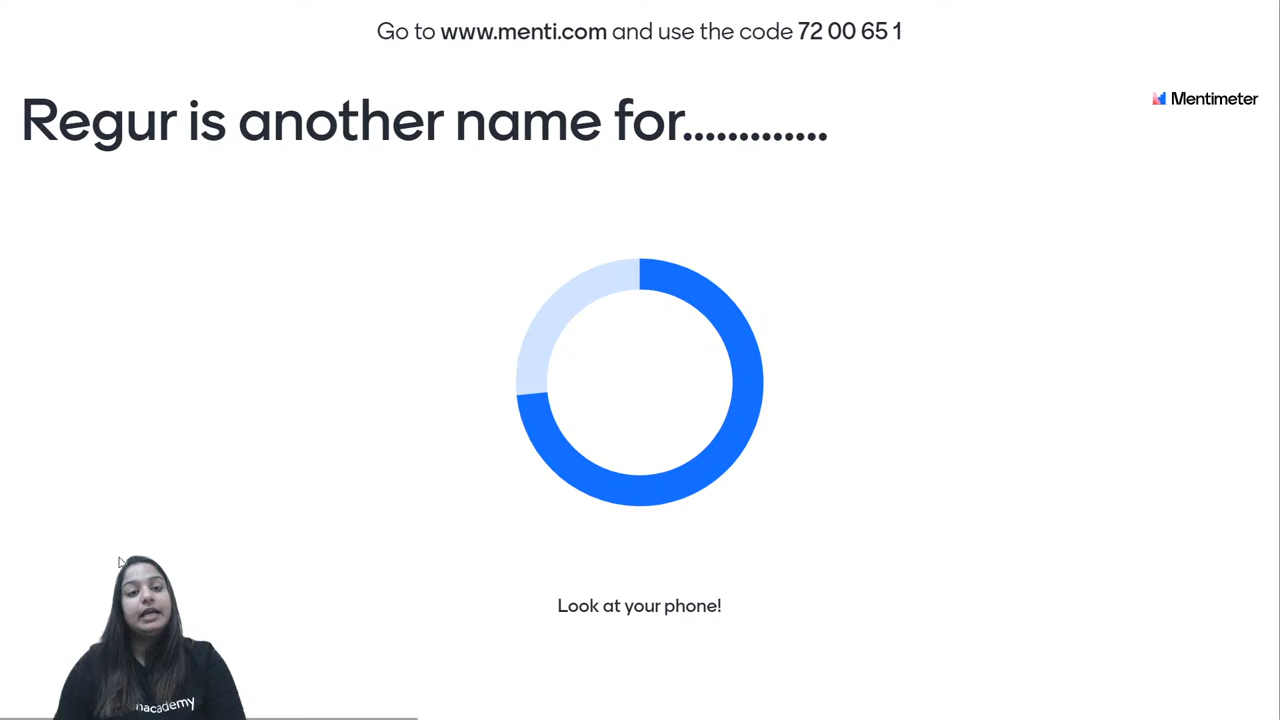 Go to www.menti.com and use the code 72 00 65 1
Mentimeter
Regur is another name for.............
Look at your phone!
nacademy